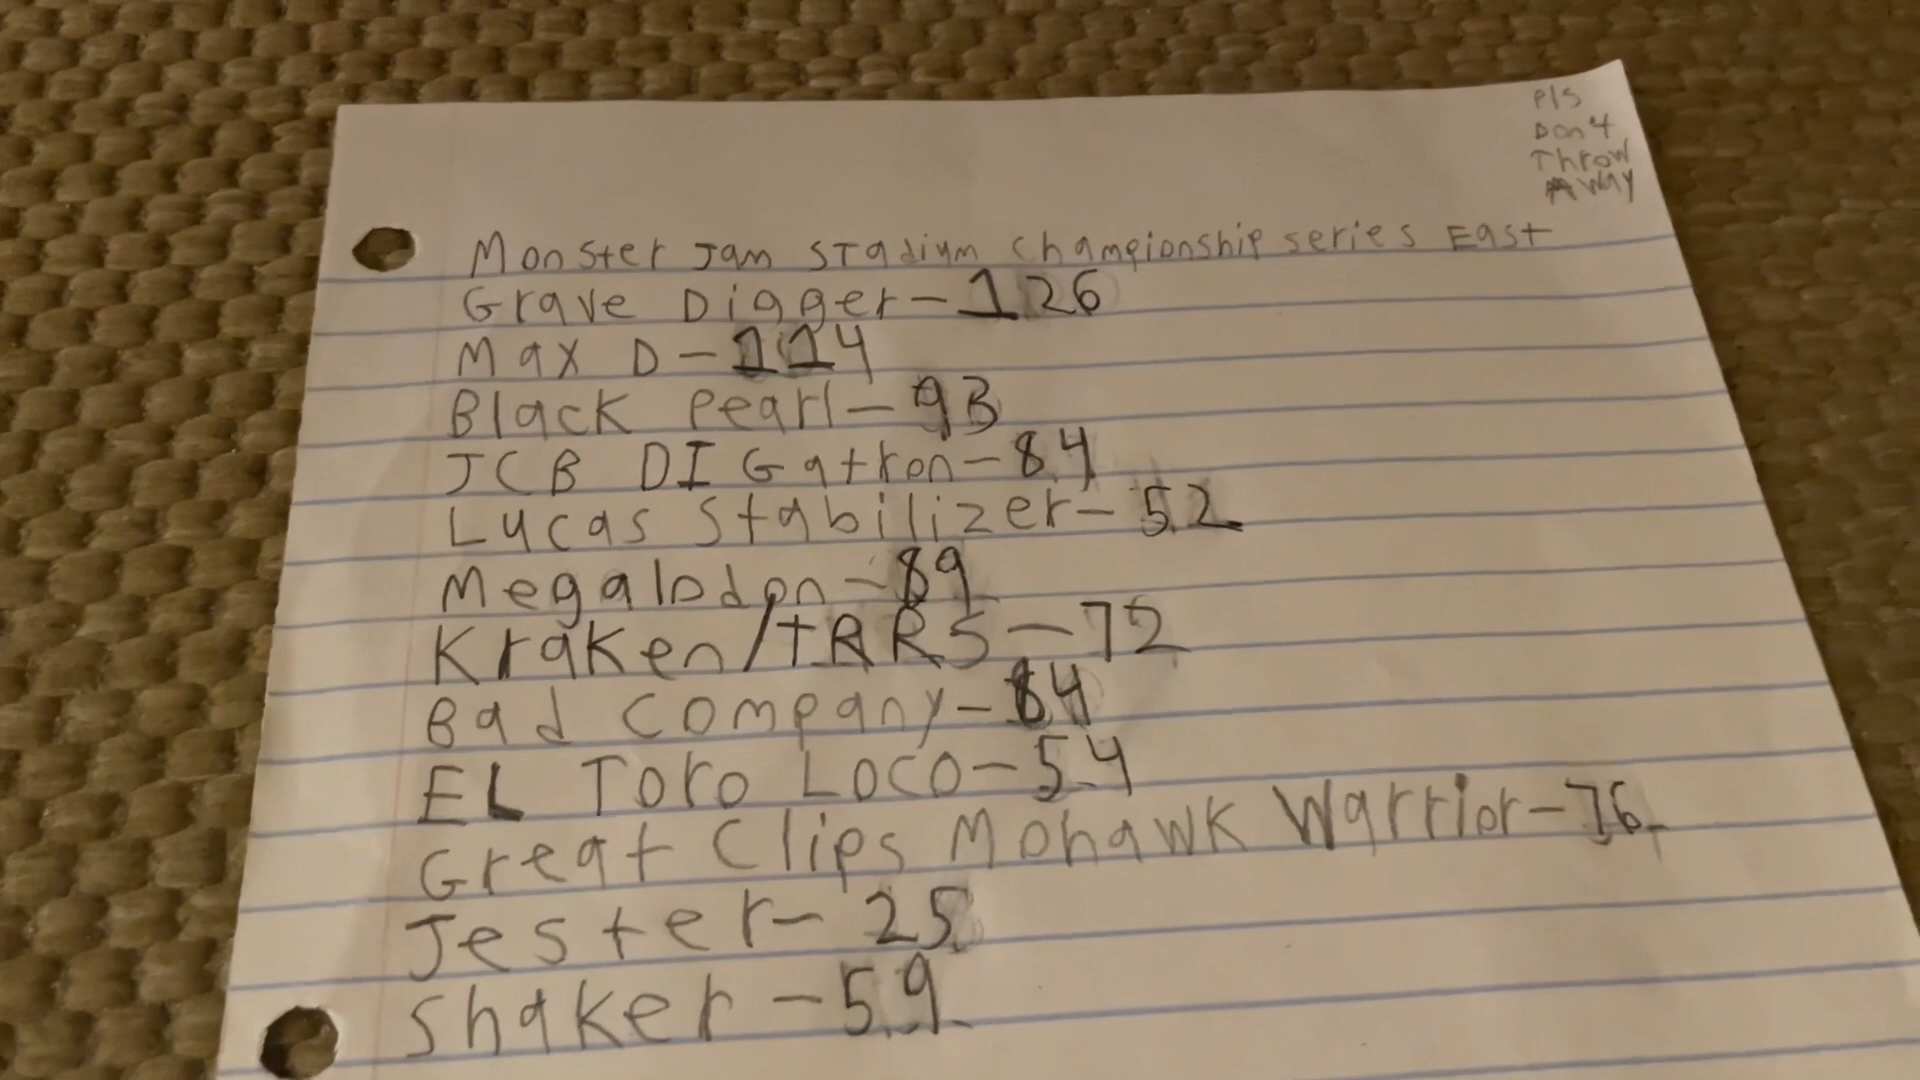 Pls
Don4
Throw
Away
Monster Jam Stadium Championship series East
Grave Digger-126
Max D-114
Black Pearl-93
JCB DIGatron-84
Lucas Stabilizer-52
Megalodon-89
Kraken/TRRS-72
Bad Company-84
EL Toro Loco-54
Great Clips Mohawk Warrior-76
Jester-25
Shaker-59